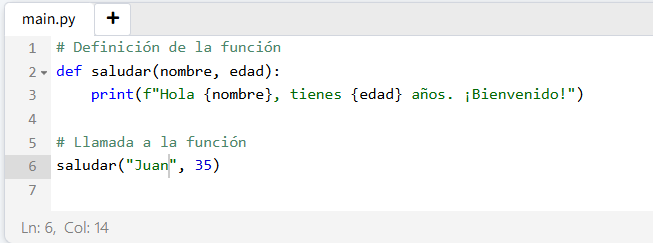 main.py +
1 # Definición de la función
2 def saludar(nombre, edad):
3     print(f"Hola {nombre}, tienes {edad} años. ¡Bienvenido!")
4
5 # Llamada a la función
6 saludar("Juan", 35)
7
Ln: 6, Col: 14